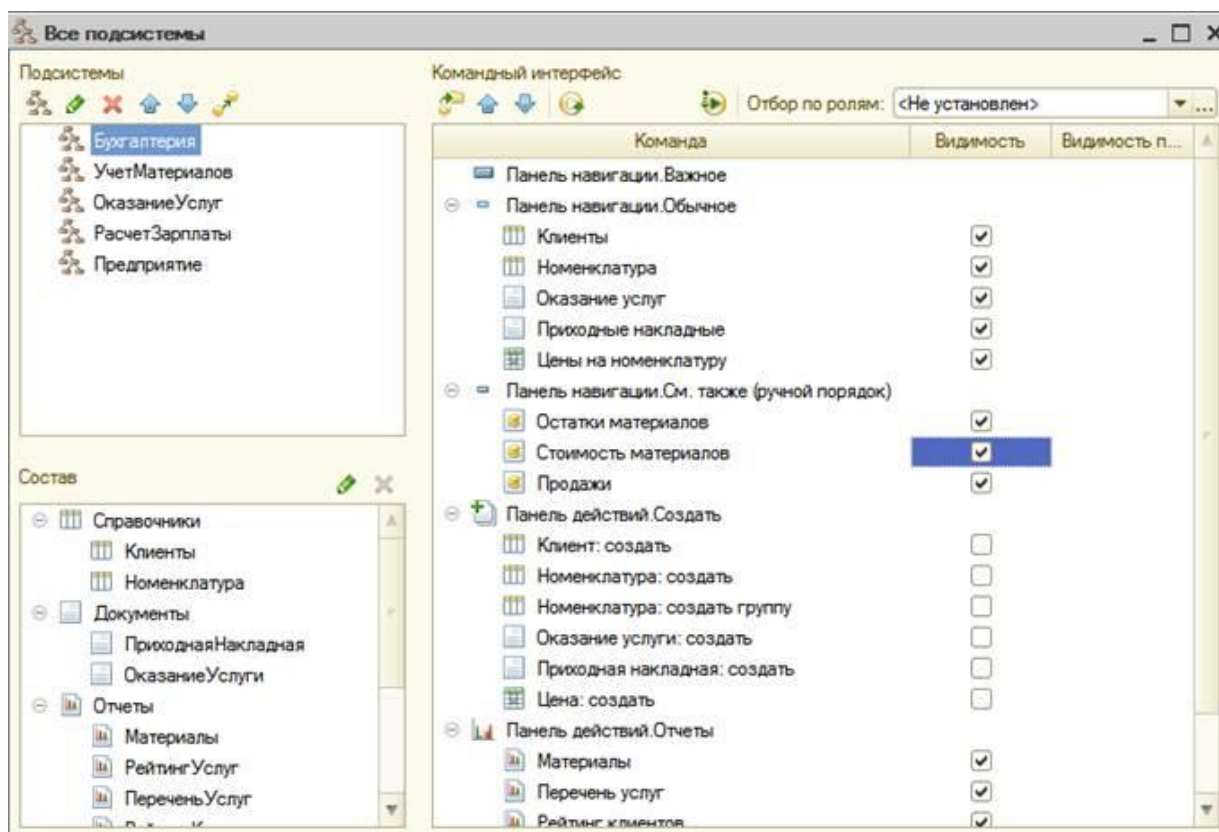 Все подсистемы
Подсистемы
Бухгалтерия
УчетМатериалов
ОказаниеУслуг
РасчетЗарплаты
Предприятие
Состав
Справочники
Клиенты
Номенклатура
Документы
ПриходнаяНакладная
ОказаниеУслуги
Отчеты
Материалы
РейтингУслуг
ПереченьУслуг
Командный интерфейс
Отбор по ролям: <Не установлен>
Команда Видимость Видимость п...
Панель навигации.Важное
Панель навигации.Обычное
Клиенты
Номенклатура
Оказание услуг
Приходные накладные
Цены на номенклатуру
Панель навигации.См. также (ручной порядок)
Остатки материалов
Стоимость материалов
Продажи
Панель действий.Создать
Клиент: создать
Номенклатура: создать
Номенклатура: создать группу
Оказание услуги: создать
Приходная накладная: создать
Цена: создать
Панель действий.Отчеты
Материалы
Перечень услуг
Рейтинг клиентов